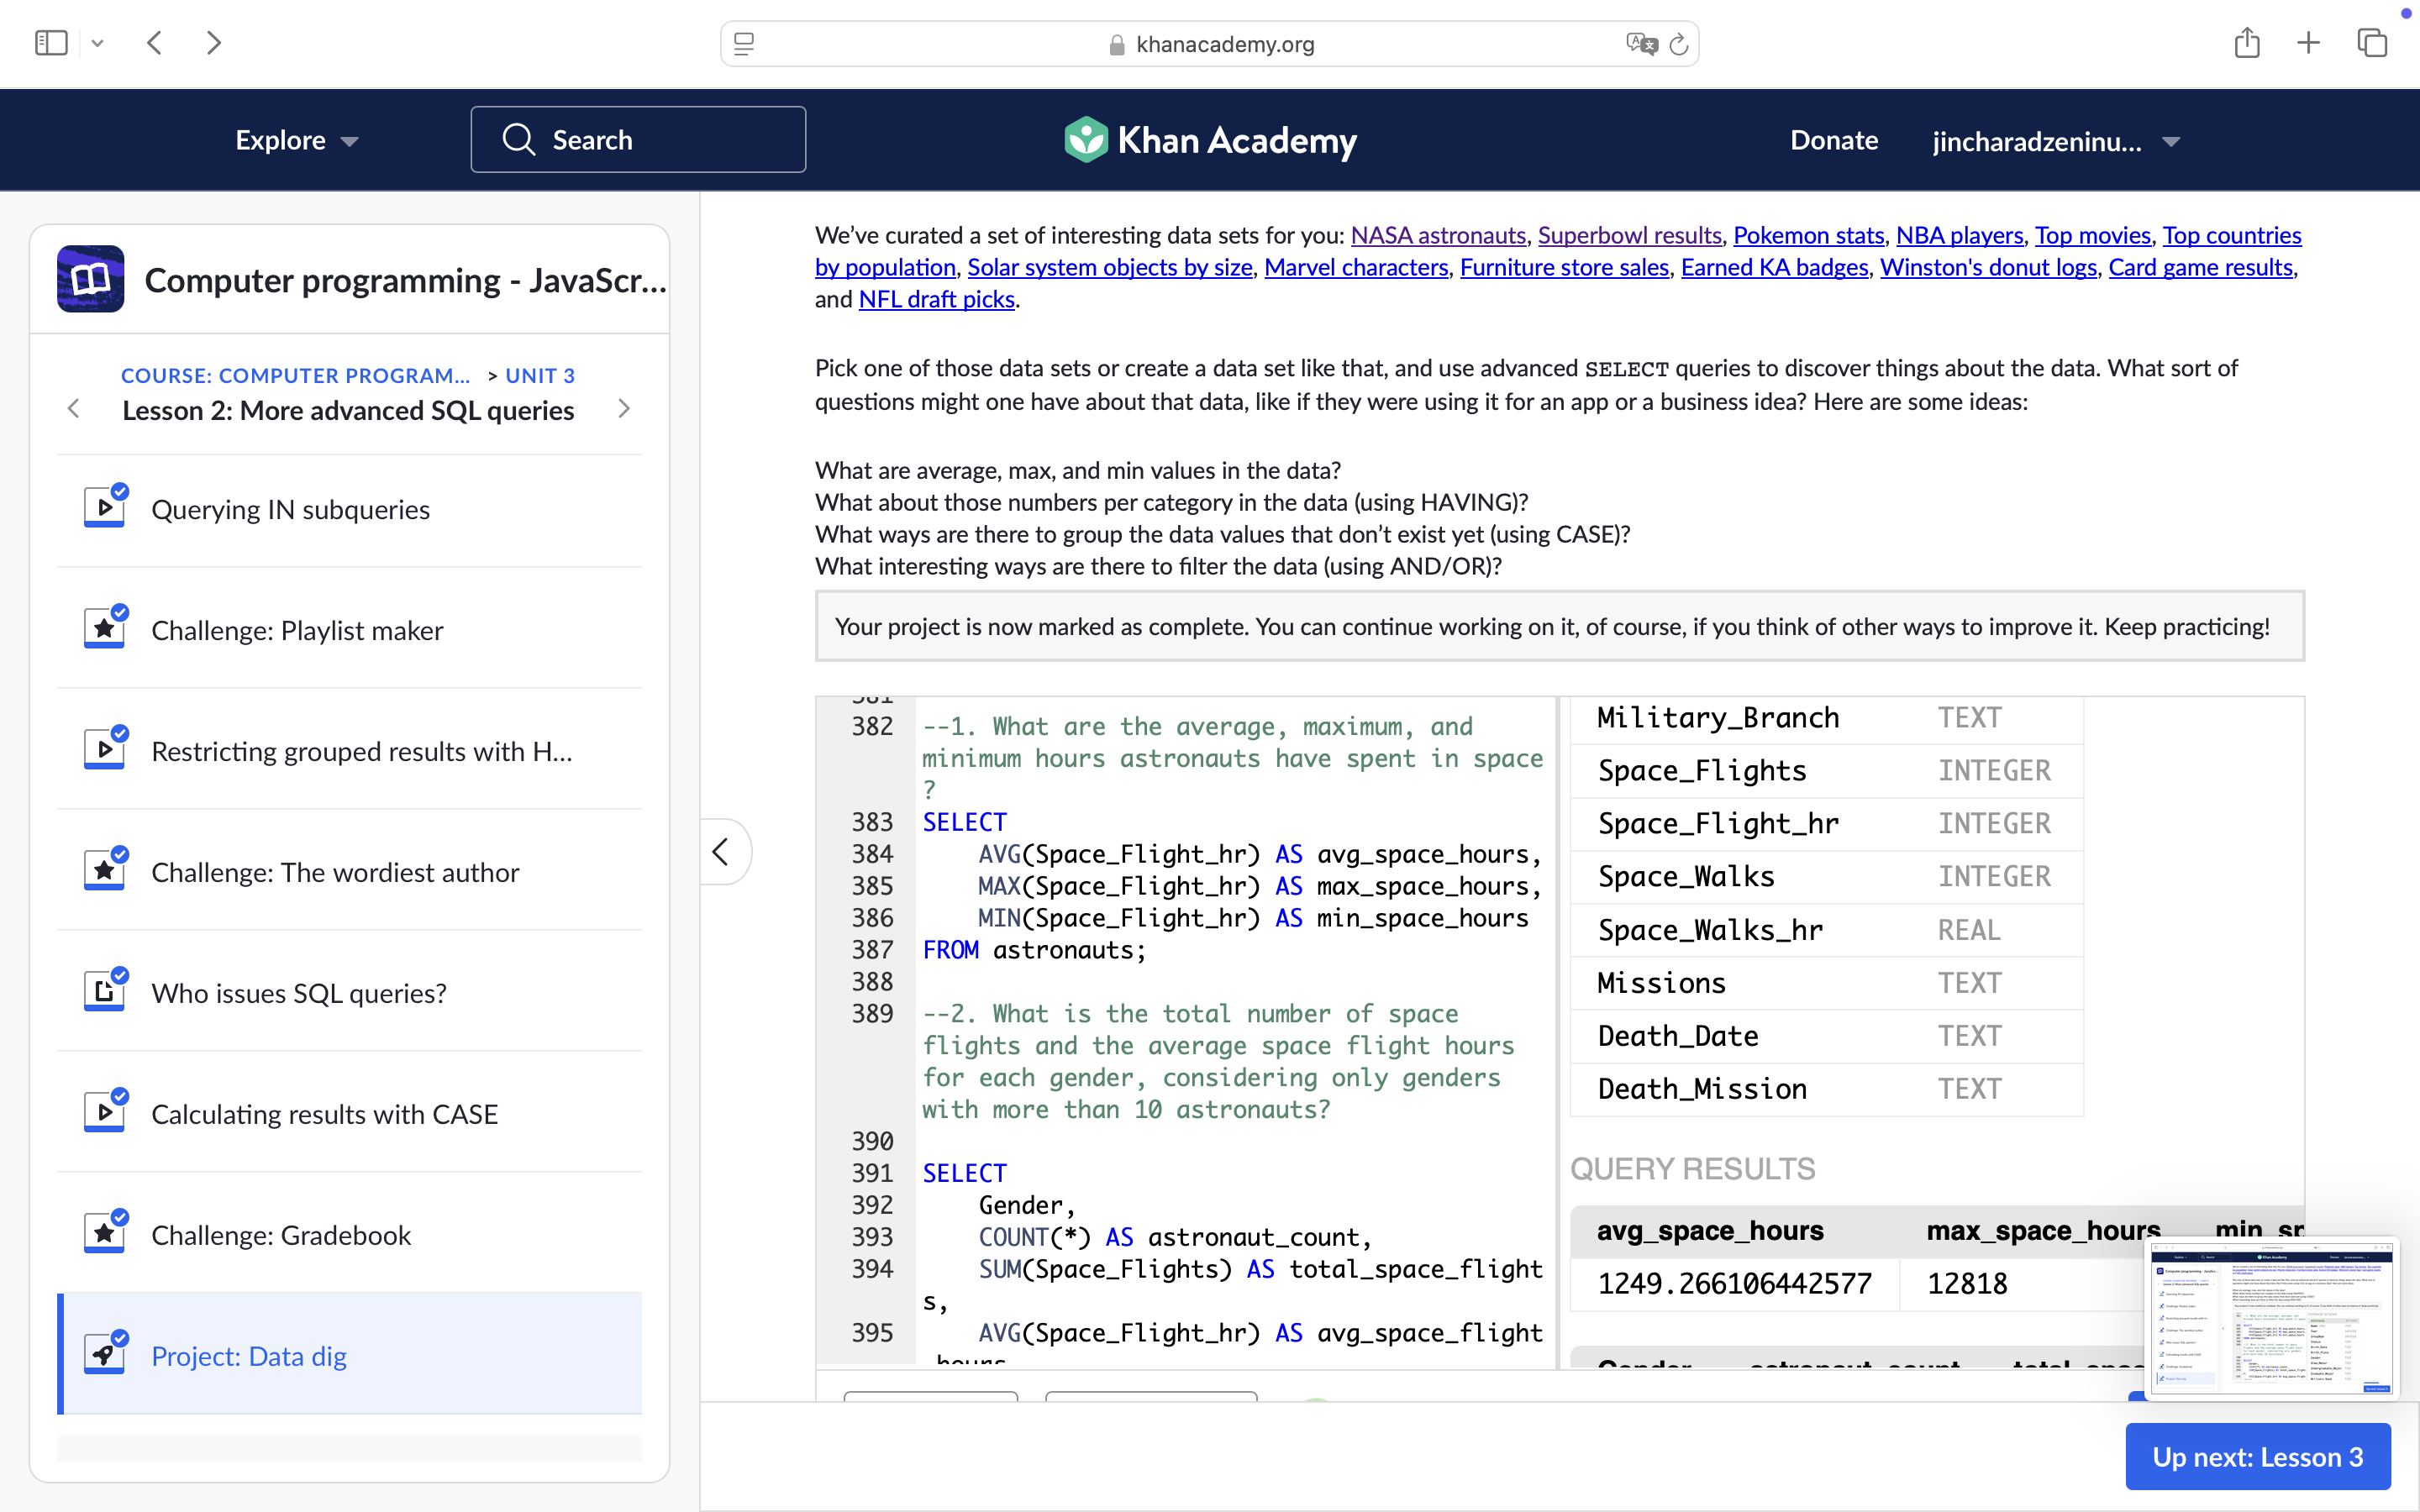 khanacademy.org
Explore
Search
Khan Academy
Donate
jincharadzeninu...
Computer programming - JavaScr...
COURSE: COMPUTER PROGRAM... > UNIT 3
Lesson 2: More advanced SQL queries
Querying IN subqueries
Challenge: Playlist maker
Restricting grouped results with H...
Challenge: The wordiest author
Who issues SQL queries?
Calculating results with CASE
Challenge: Gradebook
Project: Data dig
We've curated a set of interesting data sets for you: NASA astronauts, Superbowl results, Pokemon stats, NBA players, Top movies, Top countries
by population, Solar system objects by size, Marvel characters, Furniture store sales, Earned KA badges, Winston's donut logs, Card game results,
and NFL draft picks.
Pick one of those data sets or create a data set like that, and use advanced SELECT queries to discover things about the data. What sort of
questions might one have about that data, like if they were using it for an app or a business idea? Here are some ideas:
What are average, max, and min values in the data?
What about those numbers per category in the data (using HAVING)?
What ways are there to group the data values that don't exist yet (using CASE)?
What interesting ways are there to filter the data (using AND/OR)?
Your project is now marked as complete. You can continue working on it, of course, if you think of other ways to improve it. Keep practicing!
381
382 --1. What are the average, maximum, and
minimum hours astronauts have spent in space
?
383 SELECT
384 AVG(Space_Flight_hr) AS avg_space_hours,
385 MAX(Space_Flight_hr) AS max_space_hours,
386 MIN(Space_Flight_hr) AS min_space_hours
387 FROM astronauts;
388
389 --2. What is the total number of space
flights and the average space flight hours
for each gender, considering only genders
with more than 10 astronauts?
390
391 SELECT
392 Gender,
393 COUNT(*) AS astronaut_count,
394 SUM(Space_Flights) AS total_space_flight
s,
395 AVG(Space_Flight_hr) AS avg_space_flight
_hours
Military_Branch TEXT
Space_Flights INTEGER
Space_Flight_hr INTEGER
Space_Walks INTEGER
Space_Walks_hr REAL
Missions TEXT
Death_Date TEXT
Death_Mission TEXT
QUERY RESULTS
avg_space_hours max_space_hours min_sp
1249.266106442577 12818
Gender astronaut_count total_spac
Up next: Lesson 3